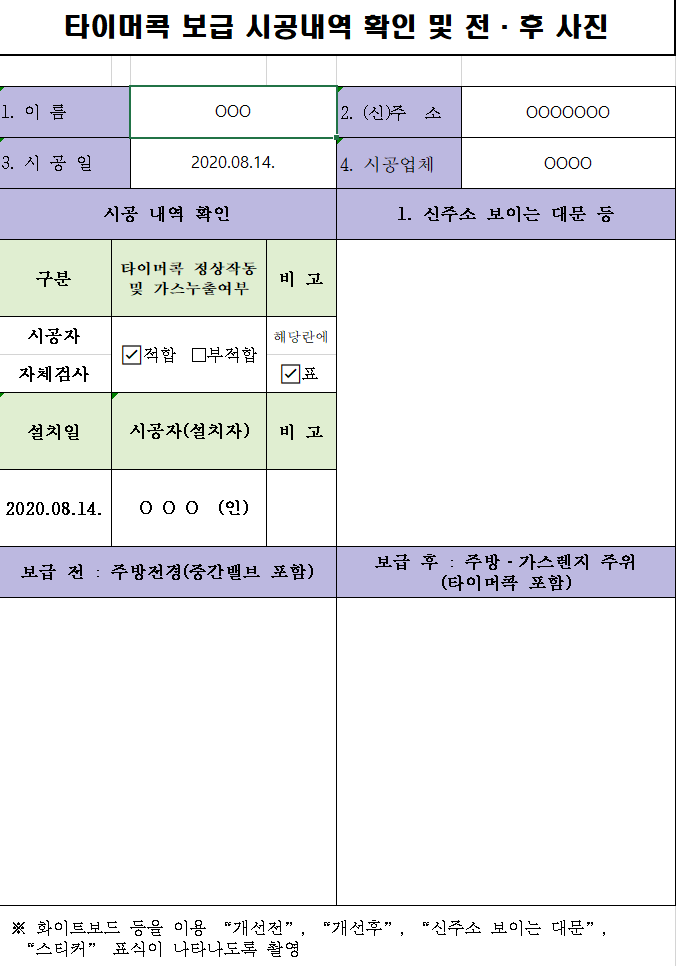 타이머콕 보급 시공내역 확인 및 전·후 사진
1. 이 름
OOO
2. (신)주 소
OOOOOOO
3. 시 공 일
2020.08.14.
4. 시공업체
OOOO
시공 내역 확인
1. 신주소 보이는 대문 등
구분
타이머콕 정상작동
및 가스누출여부
비 고
시공자
자체검사
☑적합 □부적합
해당란에
☑표
설치일
시공자(설치자)
비 고
2020.08.14.
O O O (인)
보급 전 : 주방전경(중간밸브 포함)
보급 후 : 주방·가스렌지 주위
(타이머콕 포함)
※ 화이트보드 등을 이용 “개선전”, “개선후”, “신주소 보이는 대문”,
“스티커” 표식이 나타나도록 촬영